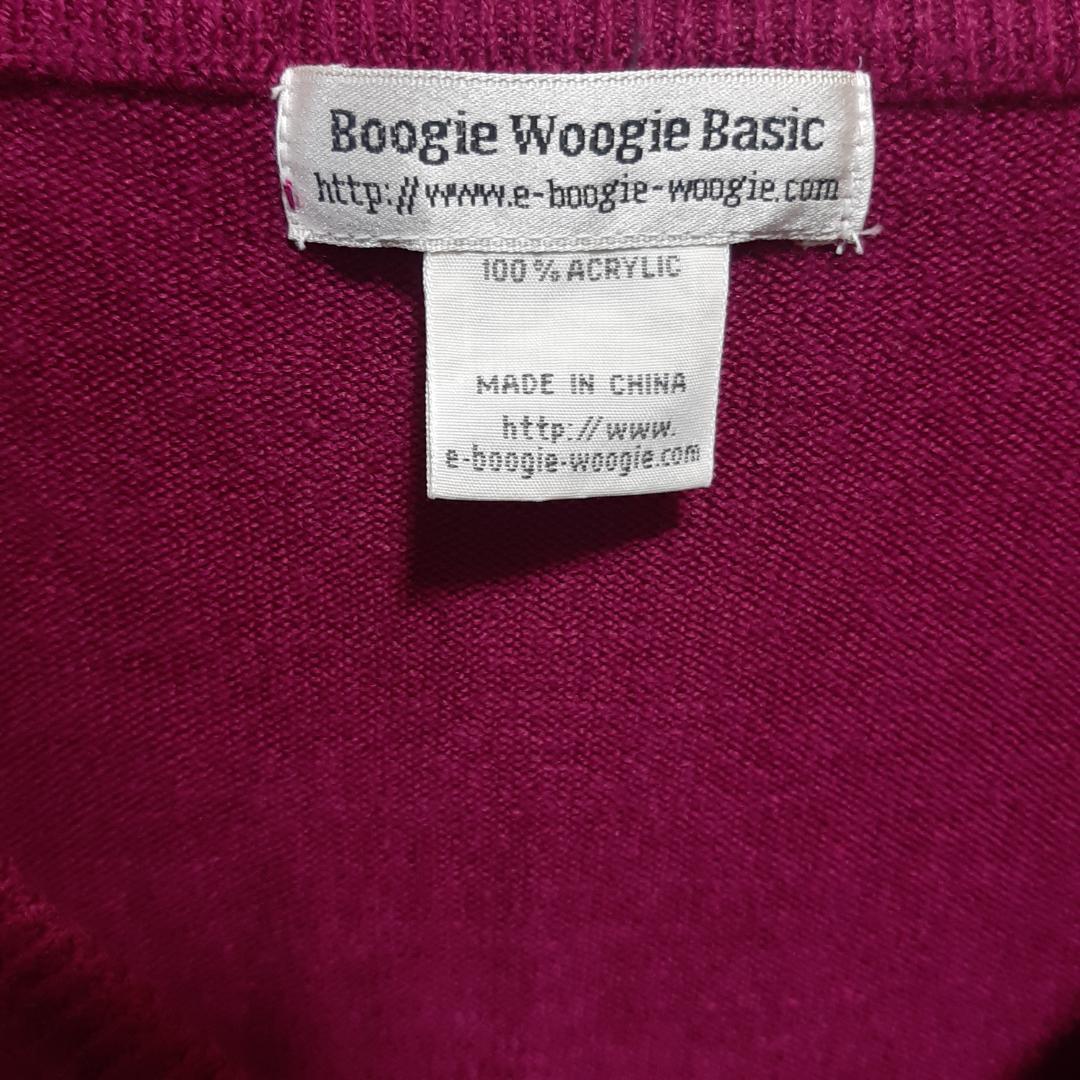 Boogie Woogie Basic
http://www.e-boogie-woogie.com
100% ACRYLIC
MADE IN CHINA
http://www.
e-boogie-woogie.com